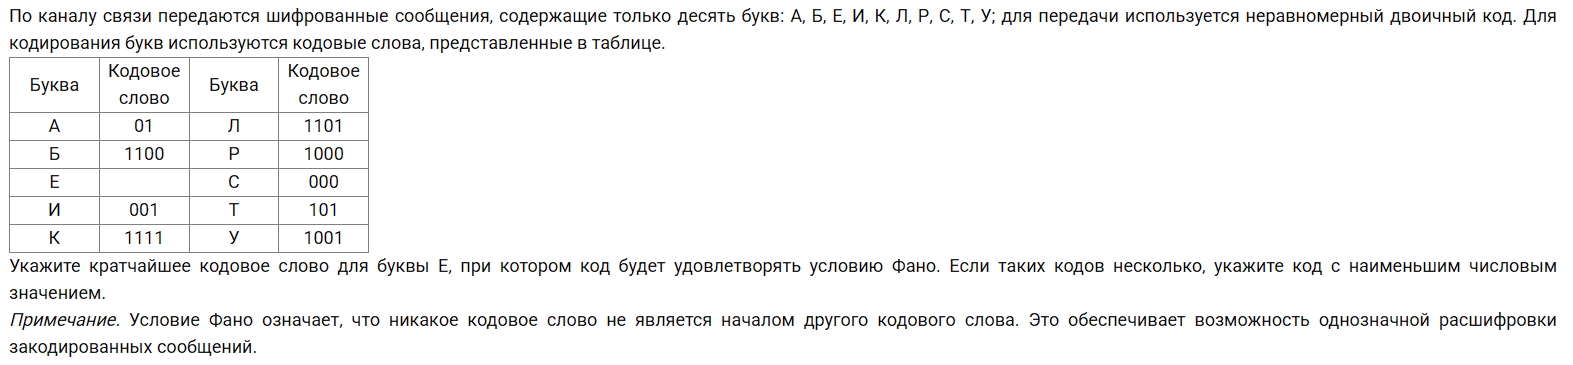 По каналу связи передаются шифрованные сообщения, содержащие только десять букв: А, Б, Е, И, К, Л, Р, С, Т, У; для передачи используется неравномерный двоичный код. Для
кодирования букв используются кодовые слова, представленные в таблице.
Буква Кодовое слово Буква Кодовое слово
А 01 Л 1101
Б 1100 Р 1000
Е С 000
И 001 Т 101
К 1111 У 1001
Укажите кратчайшее кодовое слово для буквы Е, при котором код будет удовлетворять условию Фано. Если таких кодов несколько, укажите код с наименьшим числовым
значением.
Примечание. Условие Фано означает, что никакое кодовое слово не является началом другого кодового слова. Это обеспечивает возможность однозначной расшифровки
закодированных сообщений.